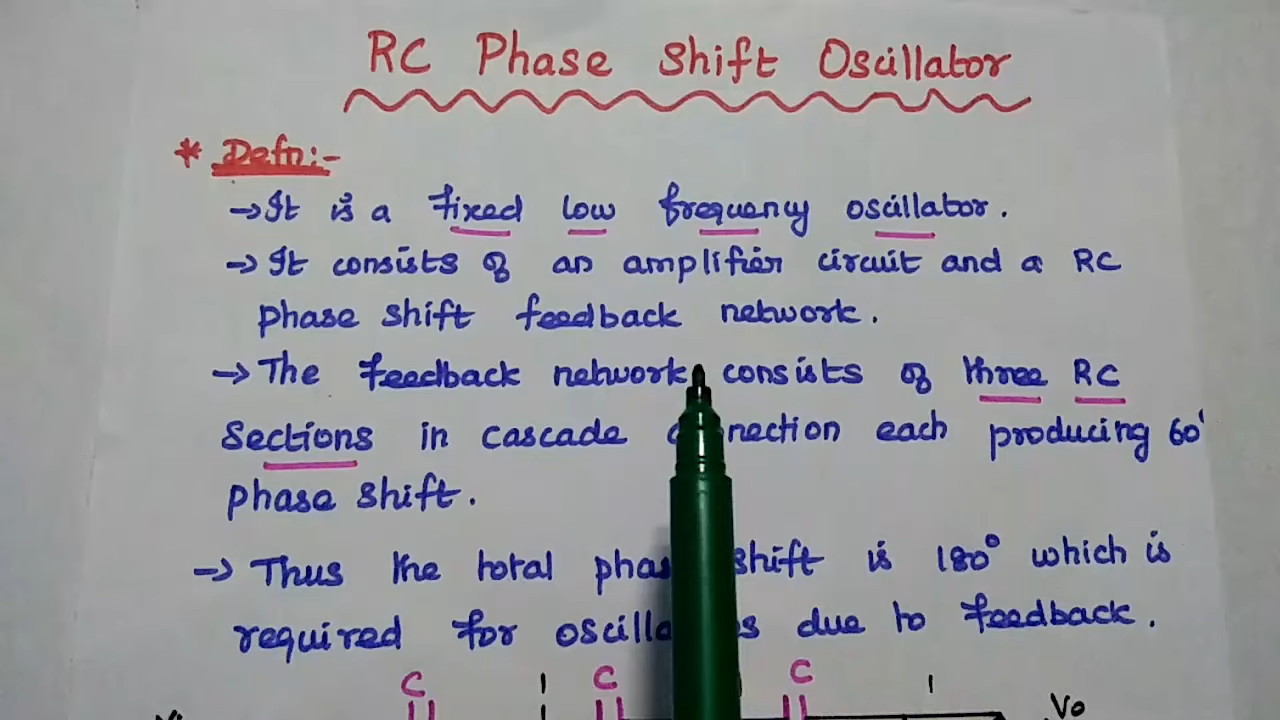 RC Phase Shift Oscillator
* Defn:-
→ It is a fixed low frequency oscillator.
→ It consists of an amplifier circuit and a RC
phase shift feedback network.
→ The feedback network consists of three RC
Sections in cascade nection each producing 60°
phase shift.
→ Thus the total phas shift is 180° which is
required for oscilla s due to feedback.
C C C
Vo